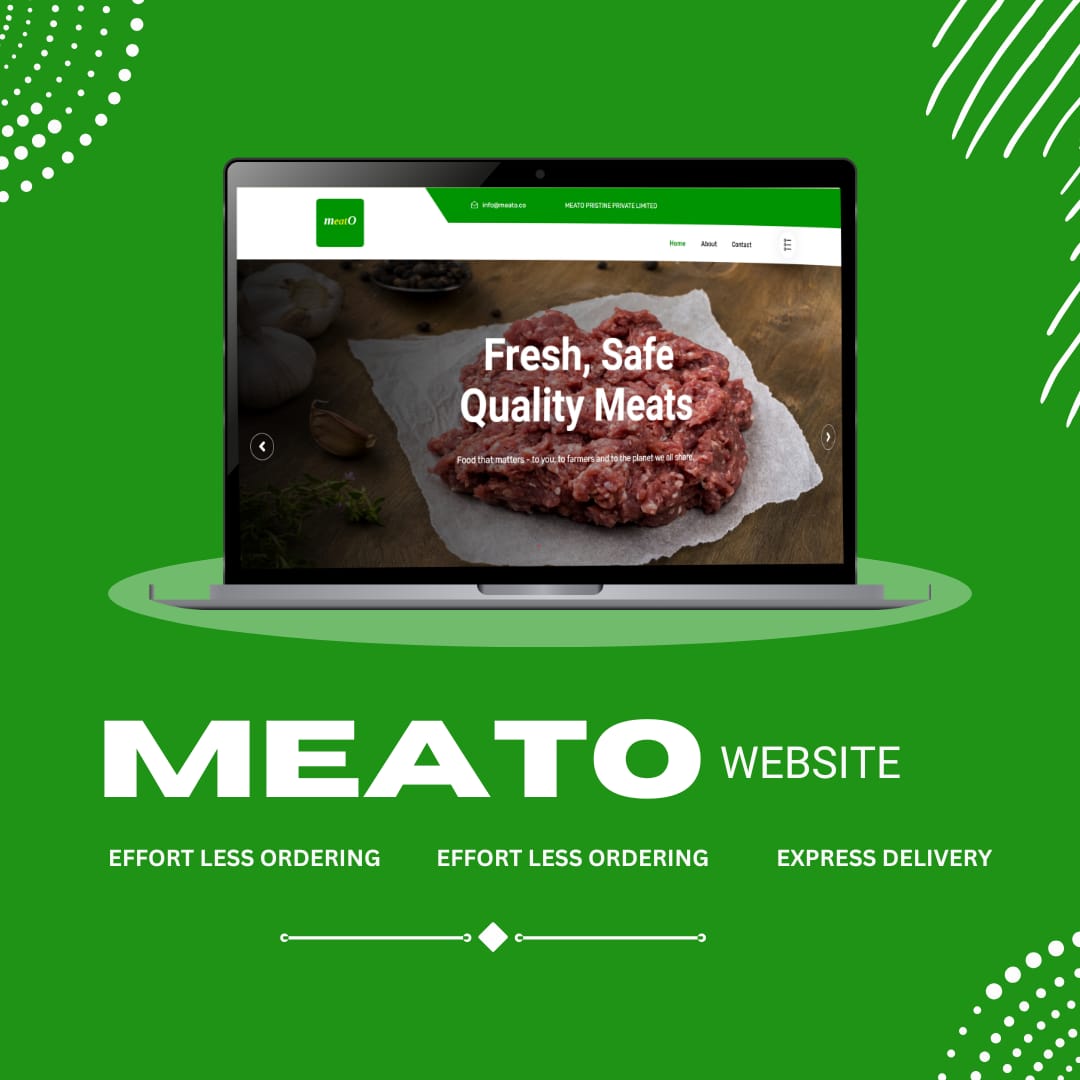 meatO
info@meato.co
MEATO PRISTINE PRIVATE LIMITED
Home About Contact
Fresh, Safe
Quality Meats
Food that matters - to you, to farmers and to the planet we all share.
MEATO WEBSITE
EFFORT LESS ORDERING EFFORT LESS ORDERING EXPRESS DELIVERY